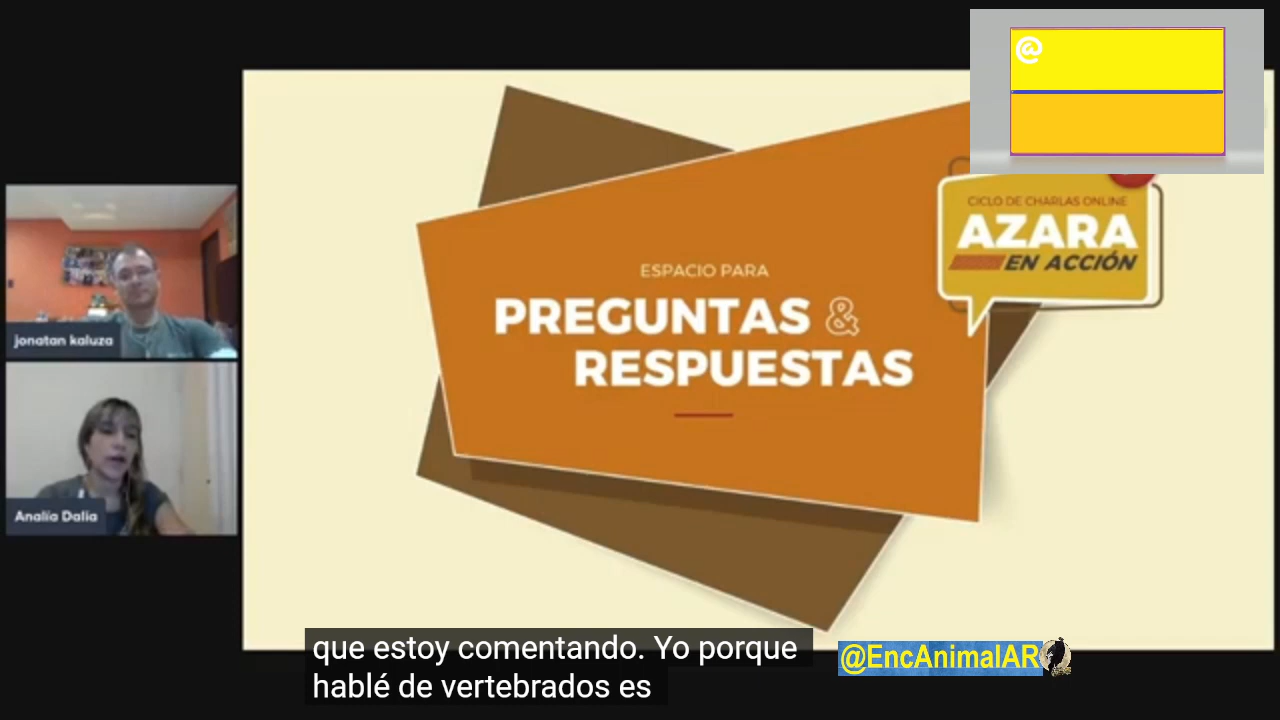 @
CICLO DE CHARLAS ONLINE
AZARA
EN ACCIÓN
ESPACIO PARA
PREGUNTAS &
RESPUESTAS
jonatan kaluza
Analía Dalia
que estoy comentando. Yo porque
hablé de vertebrados es
@EncAnimalAR